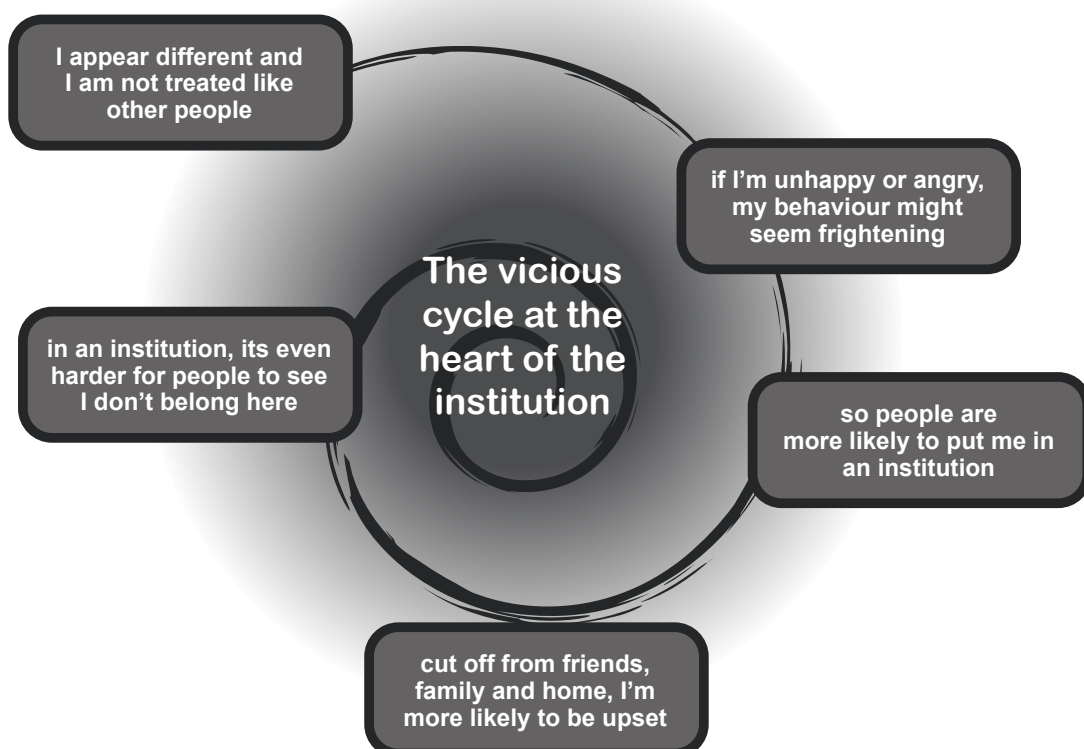 I appear different and
I am not treated like
other people
if I’m unhappy or angry,
my behaviour might
seem frightening
The vicious
cycle at the
heart of the
institution
in an institution, its even
harder for people to see
I don’t belong here
so people are
more likely to put me in
an institution
cut off from friends,
family and home, I’m
more likely to be upset